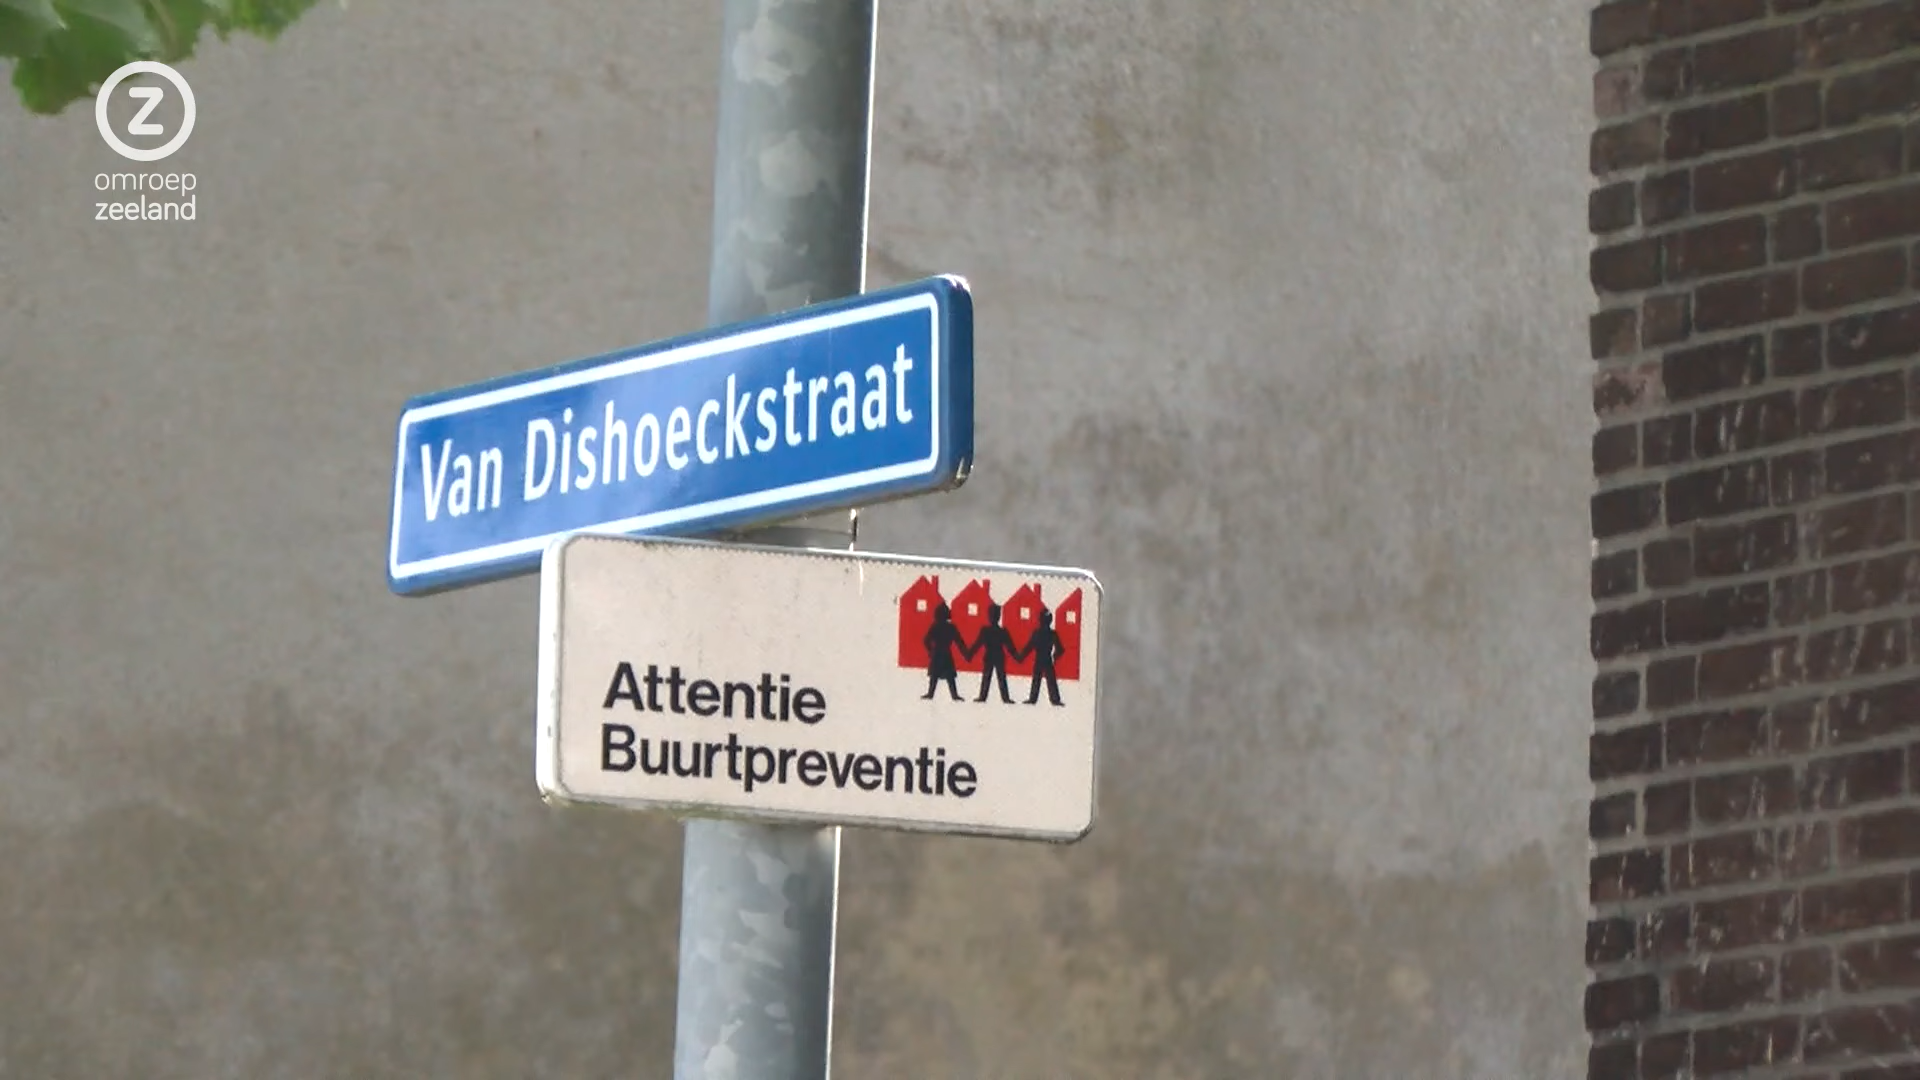 Z
omroep
zeeland
Van Dishoeckstraat
Attentie
Buurtpreventie